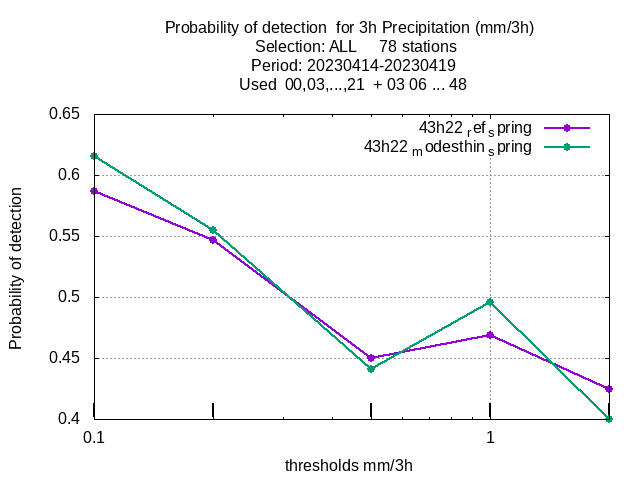 Probability of detection  for 3h Precipitation (mm/3h)
Selection: ALL     78 stations
Period: 20230414-20230419
Used  00,03,...,21  + 03 06 ... 48
0.65
0.6
0.55
0.5
0.45
0.4
Probability of detection
43h22 ref spring
43h22 modesthin spring
0.1
1
thresholds mm/3h